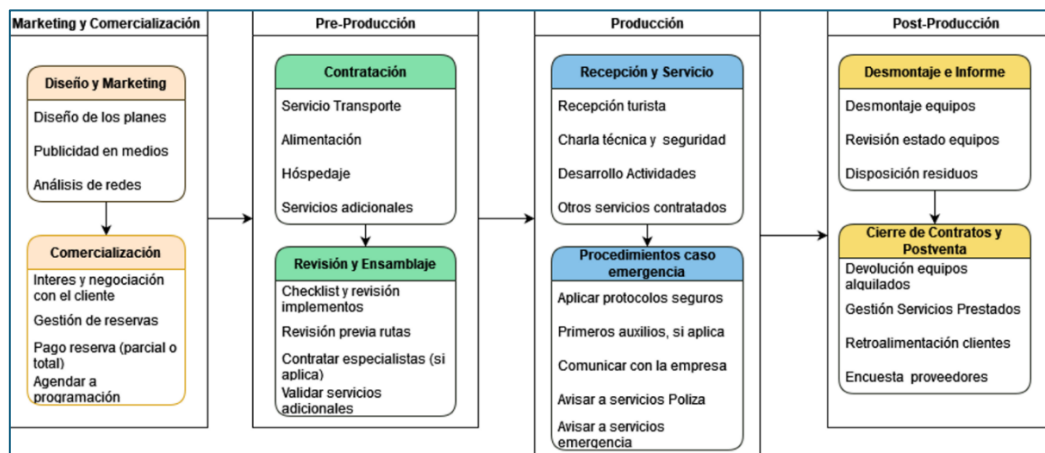 Marketing y Comercialización
Diseño y Marketing
Diseño de los planes
Publicidad en medios
Análisis de redes
Comercialización
Interes y negociación
con el cliente
Gestión de reservas
Pago reserva (parcial o
total)
Agendar a
programación
Pre-Producción
Contratación
Servicio Transporte
Alimentación
Hóspedaje
Servicios adicionales
Revisión y Ensamblaje
Checklist y revisión
implementos
Revisión previa rutas
Contratar especialistas (si
aplica)
Validar servicios
adicionales
Producción
Recepción y Servicio
Recepción turista
Charla técnica y seguridad
Desarrollo Actividades
Otros servicios contratados
Procedimientos caso
emergencia
Aplicar protocolos seguros
Primeros auxilios, si aplica
Comunicar con la empresa
Avisar a servicios Poliza
Avisar a servicios
emergencia
Post-Producción
Desmontaje e Informe
Desmontaje equipos
Revisión estado equipos
Disposición residuos
Cierre de Contratos y
Postventa
Devolución equipos
alquilados
Gestión Servicios Prestados
Retroalimentación clientes
Encuesta proveedores